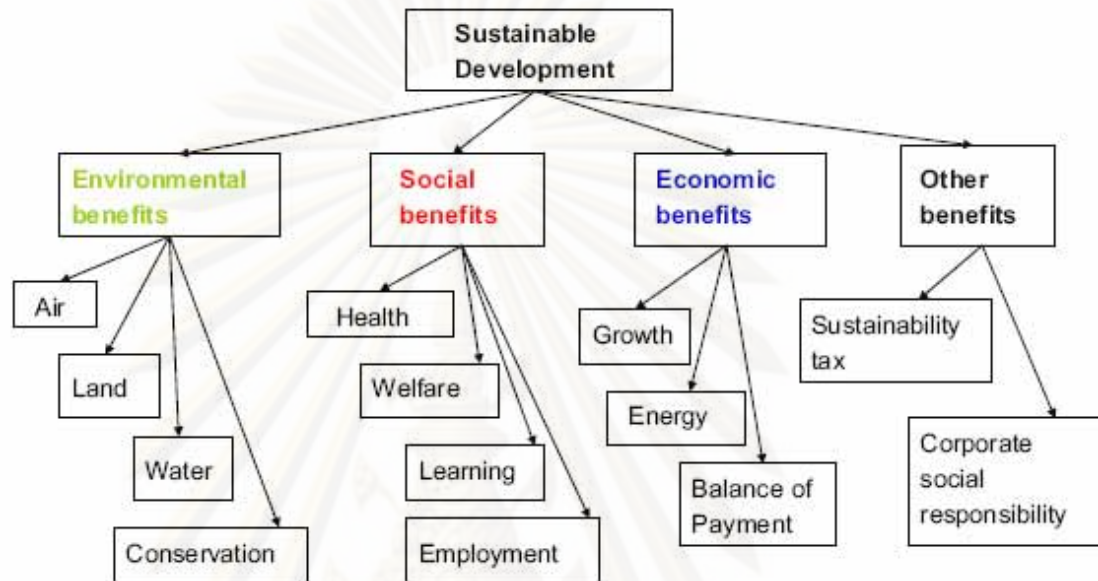 Sustainable
Development
Environmental
benefits
Social
benefits
Economic
benefits
Other
benefits
Air
Land
Water
Conservation
Health
Welfare
Learning
Employment
Growth
Energy
Balance of
Payment
Sustainability
tax
Corporate
social
responsibility